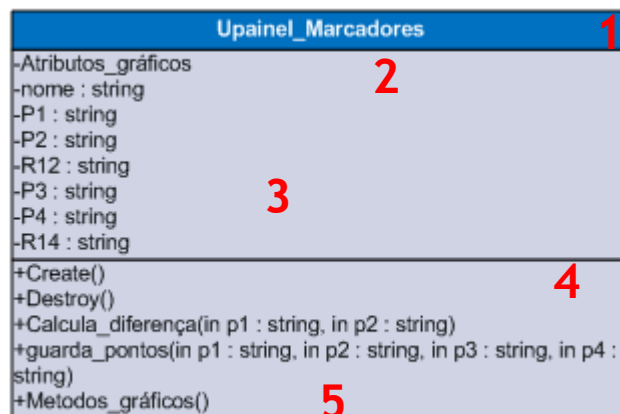 Upainel_Marcadores 1
-Atributos_gráficos 2
-nome : string
-P1 : string
-P2 : string
-R12 : string
-P3 : string 3
-P4 : string
-R14 : string
+Create() 4
+Destroy()
+Calcula_diferença(in p1 : string, in p2 : string)
+guarda_pontos(in p1 : string, in p2 : string, in p3 : string, in p4 :
string)
+Metodos_gráficos() 5